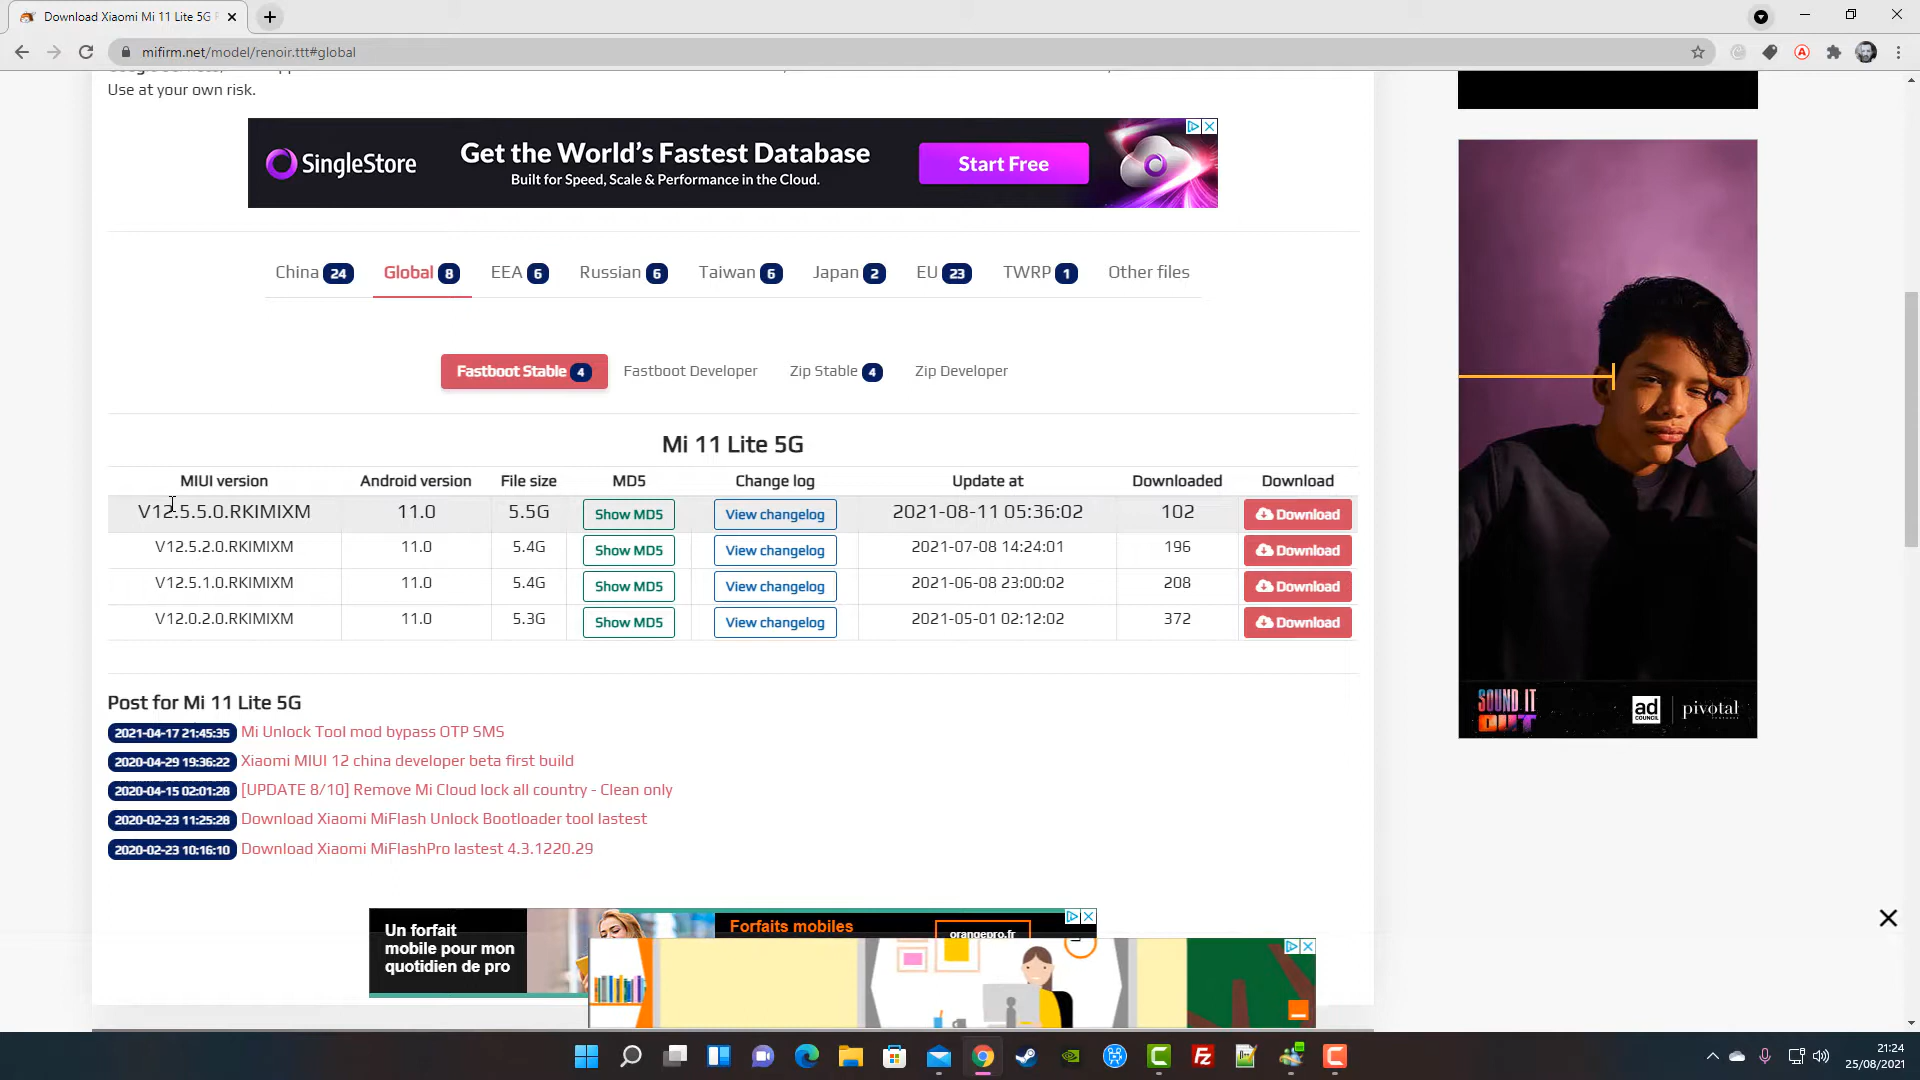 Download Xiaomi Mi 11 Lite 5G
mifirm.net/model/renoir.ttt#global
Use at your own risk.
SingleStore
Get the World's Fastest Database
Built for Speed, Scale & Performance in the Cloud.
Start Free
China 24 Global 8 EEA 6 Russian 6 Taiwan 6 Japan 2 EU 23 TWRP 1 Other files
Fastboot Stable 4 Fastboot Developer Zip Stable 4 Zip Developer
Mi 11 Lite 5G
MIUI version Android version File size MD5 Change log Update at Downloaded Download
V12.5.5.0.RKIMIXM 11.0 5.5G Show MD5 View changelog 2021-08-11 05:36:02 102 Download
V12.5.2.0.RKIMIXM 11.0 5.4G Show MD5 View changelog 2021-07-08 14:24:01 196 Download
V12.5.1.0.RKIMIXM 11.0 5.4G Show MD5 View changelog 2021-06-08 23:00:02 208 Download
V12.0.2.0.RKIMIXM 11.0 5.3G Show MD5 View changelog 2021-05-01 02:12:02 372 Download
Post for Mi 11 Lite 5G
2021-04-17 21:45:35 Mi Unlock Tool mod bypass OTP SMS
2020-04-29 19:36:22 Xiaomi MIUI 12 china developer beta first build
2020-04-15 02:01:28 [UPDATE 8/10] Remove Mi Cloud lock all country - Clean only
2020-02-23 11:25:28 Download Xiaomi MiFlash Unlock Bootloader tool lastest
2020-02-23 10:16:10 Download Xiaomi MiFlashPro lastest 4.3.1220.29
Un forfait
mobile pour mon
quotidien de pro
Forfaits mobiles
orangepro.fr
SOUND IT
OUT
ad
COUNCIL
pivotal
21:24
25/08/2021